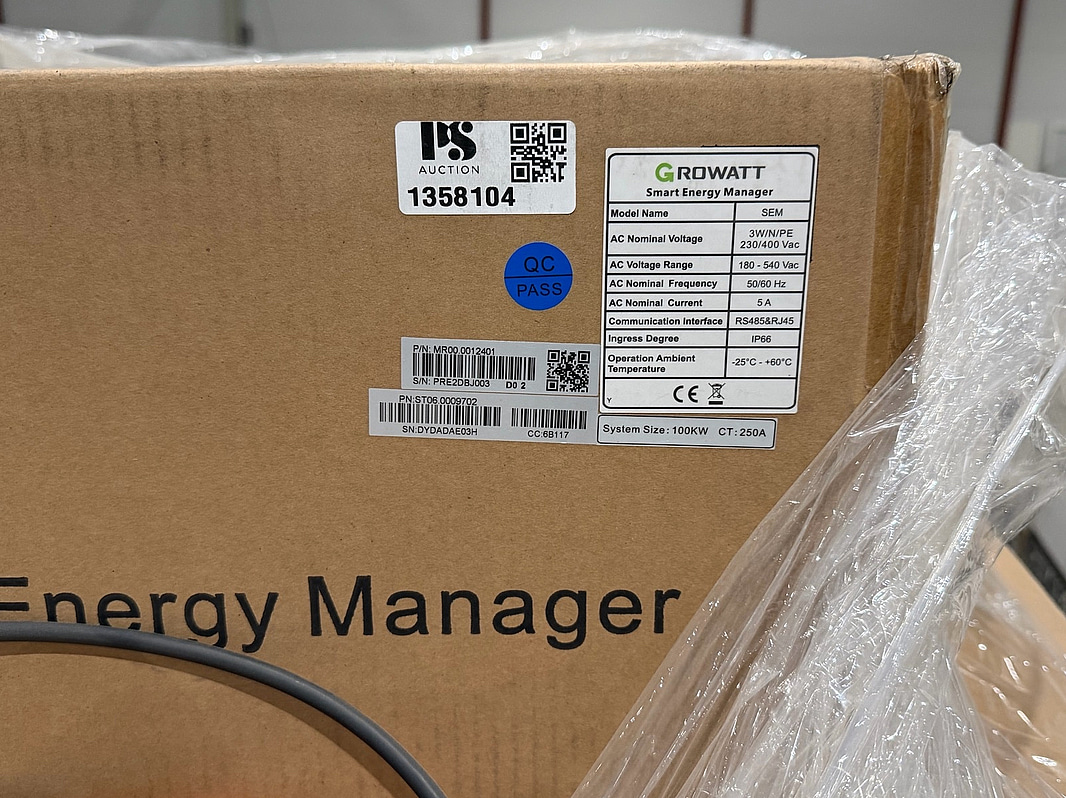 PS
AUCTION
1358104
GROWATT
Smart Energy Manager
Model Name SEM
AC Nominal Voltage 3W/N/PE
230/400 Vac
AC Voltage Range 180 - 540 Vac
AC Nominal Frequency 50/60 Hz
AC Nominal Current 5 A
Communication Interface RS485&RJ45
Ingress Degree IP66
Operation Ambient
Temperature -25°C - +60°C
CE
Y
QC
PASS
P/N: MR00.0012401
S/N: PRE2DBJ003 D0 2
PN:ST06.0009702
SN:DYDADAE03H CC:6B117
System Size: 100KW CT: 250A
Energy Manager